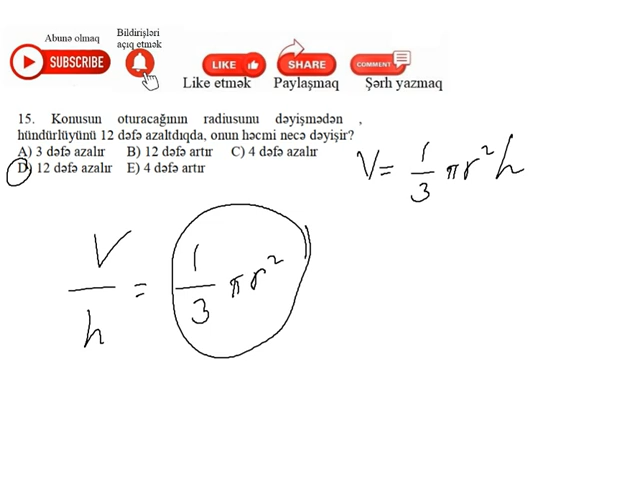 Abunə olmaq
Bildirişləri
açıq etmək
SUBSCRIBE
LIKE
SHARE
COMMENT
Like etmək Paylaşmaq Şərh yazmaq
15. Konusun oturacağının radiusunu dəyişmədən ,
hündürlüyünü 12 dəfə azaltdıqda, onun həcmi necə dəyişir?
A) 3 dəfə azalır B) 12 dəfə artır C) 4 dəfə azalır
D) 12 dəfə azalır E) 4 dəfə artır
V = 1/3 πr²h
V/h = 1/3 πr²